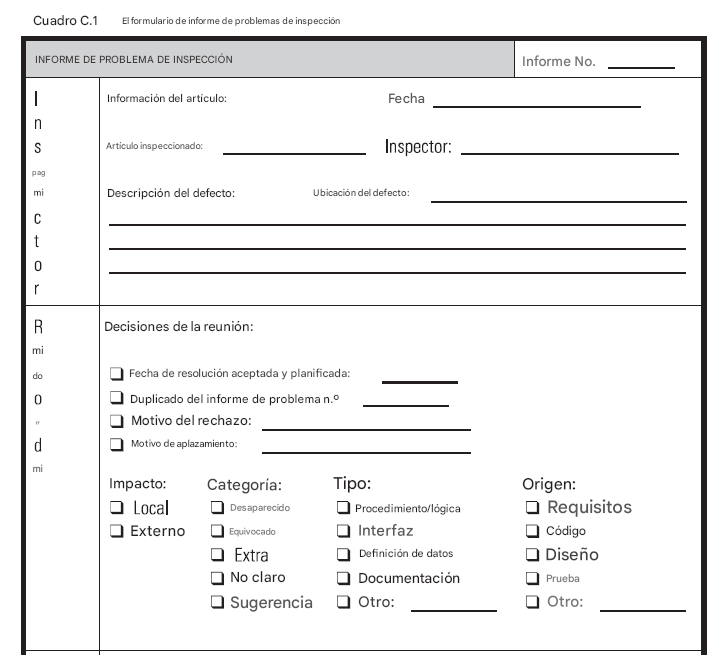 Cuadro C.1 El formulario de informe de problemas de inspección
INFORME DE PROBLEMA DE INSPECCIÓN Informe No.
I
n
s
pag
mi
c
t
o
r
Información del artículo: Fecha
Artículo inspeccionado: Inspector:
Descripción del defecto: Ubicación del defecto:
R
mi
do
o
"
d
mi
Decisiones de la reunión:
Fecha de resolución aceptada y planificada:
Duplicado del informe de problema n.º
Motivo del rechazo:
Motivo de aplazamiento:
Impacto: Categoría: Tipo: Origen:
Local Desaparecido Procedimiento/lógica Requisitos
Externo Equivocado Interfaz Código
Extra Definición de datos Diseño
No claro Documentación Prueba
Sugerencia Otro: Otro: